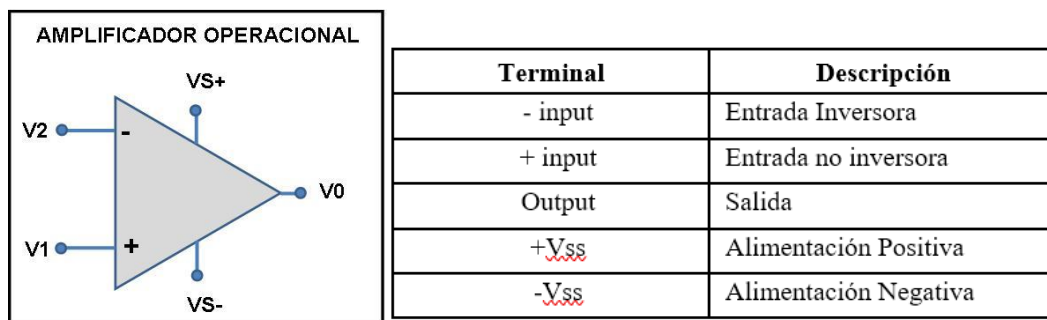 AMPLIFICADOR OPERACIONAL
VS+
V2
-
V0
V1
+
VS-
Terminal Descripción
- input Entrada Inversora
+ input Entrada no inversora
Output Salida
+Vss Alimentación Positiva
-Vss Alimentación Negativa